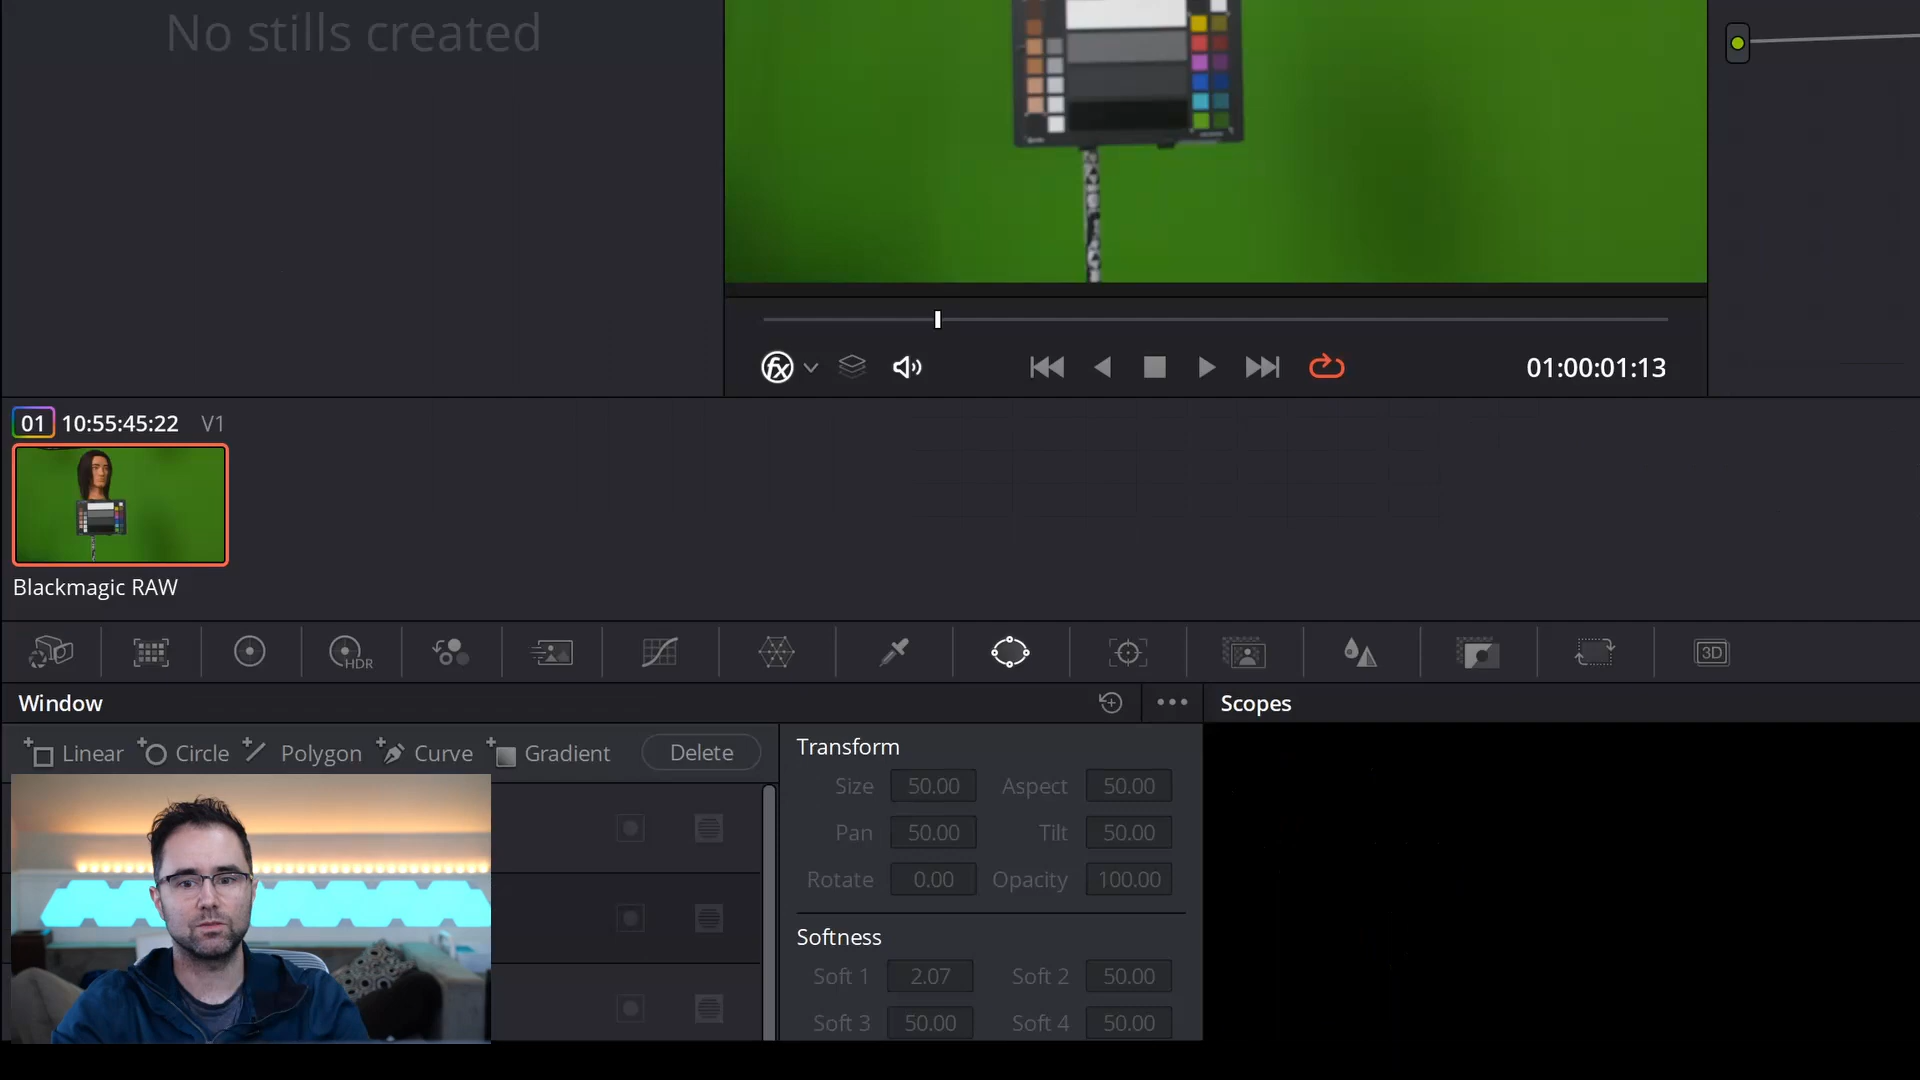 No stills created
fx
01:00:01:13
01 10:55:45:22 V1
Blackmagic RAW
HDR
3D
Window
Scopes
Linear Circle Polygon Curve Gradient Delete
Transform
Size 50.00 Aspect 50.00
Pan 50.00 Tilt 50.00
Rotate 0.00 Opacity 100.00
Softness
Soft 1 2.07 Soft 2 50.00
Soft 3 50.00 Soft 4 50.00